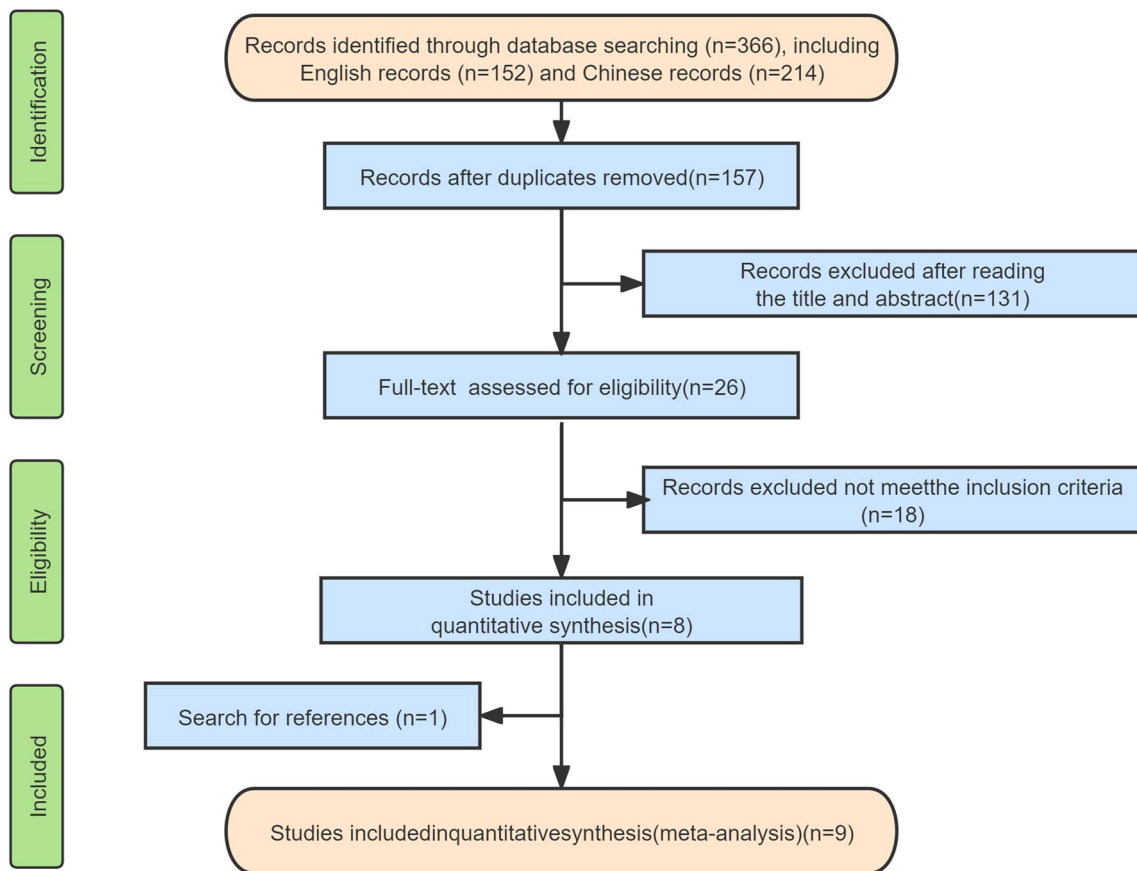 Identification
Records identified through database searching (n=366), including
English records (n=152) and Chinese records (n=214)
Records after duplicates removed(n=157)
Screening
Records excluded after reading
the title and abstract(n=131)
Full-text  assessed for eligibility(n=26)
Eligibility
Records excluded not meetthe inclusion criteria
(n=18)
Studies included in
quantitative synthesis(n=8)
Included
Search for references (n=1)
Studies includedinquantitativesynthesis(meta-analysis)(n=9)